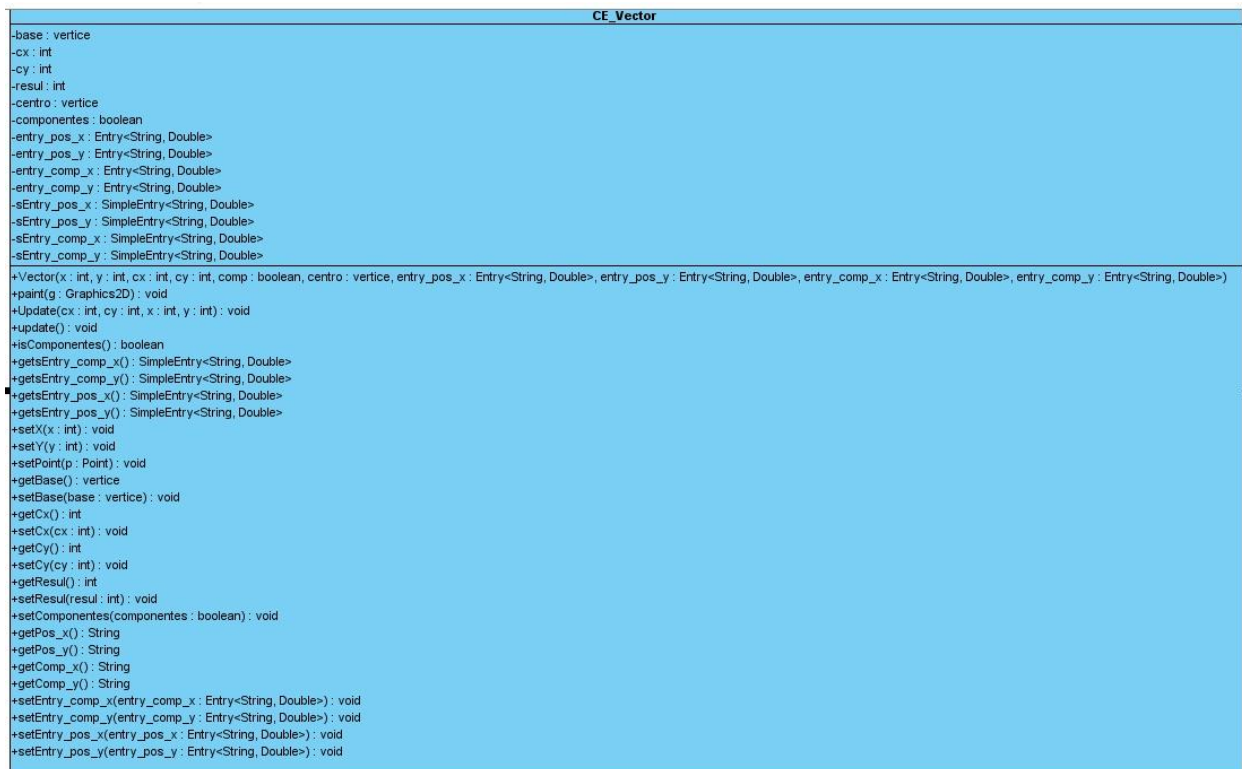 CE_Vector
-base : vertice
-cx : int
-cy : int
-resul : int
-centro : vertice
-componentes : boolean
-entry_pos_x : Entry<String, Double>
-entry_pos_y : Entry<String, Double>
-entry_comp_x : Entry<String, Double>
-entry_comp_y : Entry<String, Double>
-sEntry_pos_x : SimpleEntry<String, Double>
-sEntry_pos_y : SimpleEntry<String, Double>
-sEntry_comp_x : SimpleEntry<String, Double>
-sEntry_comp_y : SimpleEntry<String, Double>
+Vector(x : int, y : int, cx : int, cy : int, comp : boolean, centro : vertice, entry_pos_x : Entry<String, Double>, entry_pos_y : Entry<String, Double>, entry_comp_x : Entry<String, Double>, entry_comp_y : Entry<String, Double>)
+paint(g : Graphics2D) : void
+Update(cx : int, cy : int, x : int, y : int) : void
+update() : void
+isComponentes() : boolean
+getsEntry_comp_x() : SimpleEntry<String, Double>
+getsEntry_comp_y() : SimpleEntry<String, Double>
+getsEntry_pos_x() : SimpleEntry<String, Double>
+getsEntry_pos_y() : SimpleEntry<String, Double>
+setX(x : int) : void
+setY(y : int) : void
+setPoint(p : Point) : void
+getBase() : vertice
+setBase(base : vertice) : void
+getCx() : int
+setCx(cx : int) : void
+getCy() : int
+setCy(cy : int) : void
+getResul() : int
+setResul(resul : int) : void
+setComponentes(componentes : boolean) : void
+getPos_x() : String
+getPos_y() : String
+getComp_x() : String
+getComp_y() : String
+setEntry_comp_x(entry_comp_x : Entry<String, Double>) : void
+setEntry_comp_y(entry_comp_y : Entry<String, Double>) : void
+setEntry_pos_x(entry_pos_x : Entry<String, Double>) : void
+setEntry_pos_y(entry_pos_y : Entry<String, Double>) : void